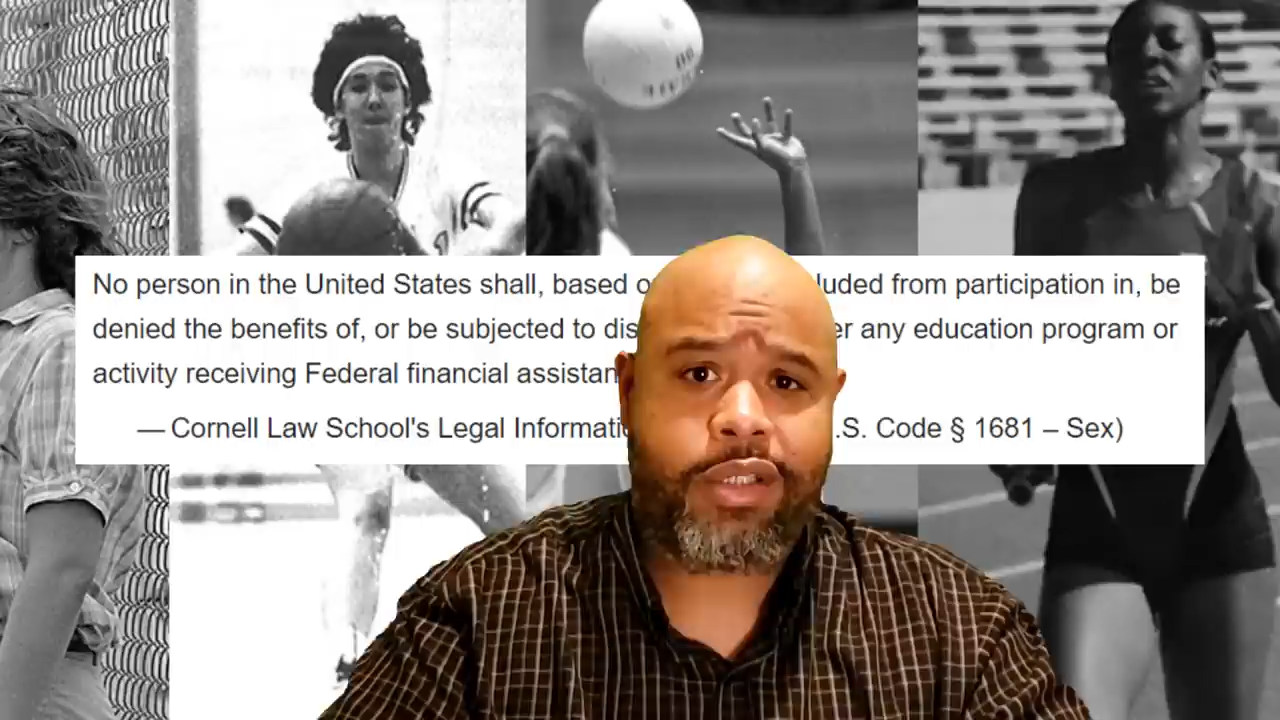 No person in the United States shall, based o luded from participation in, be
denied the benefits of, or be subjected to dis er any education program or
activity receiving Federal financial assistan
— Cornell Law School's Legal Informati .S. Code § 1681 – Sex)